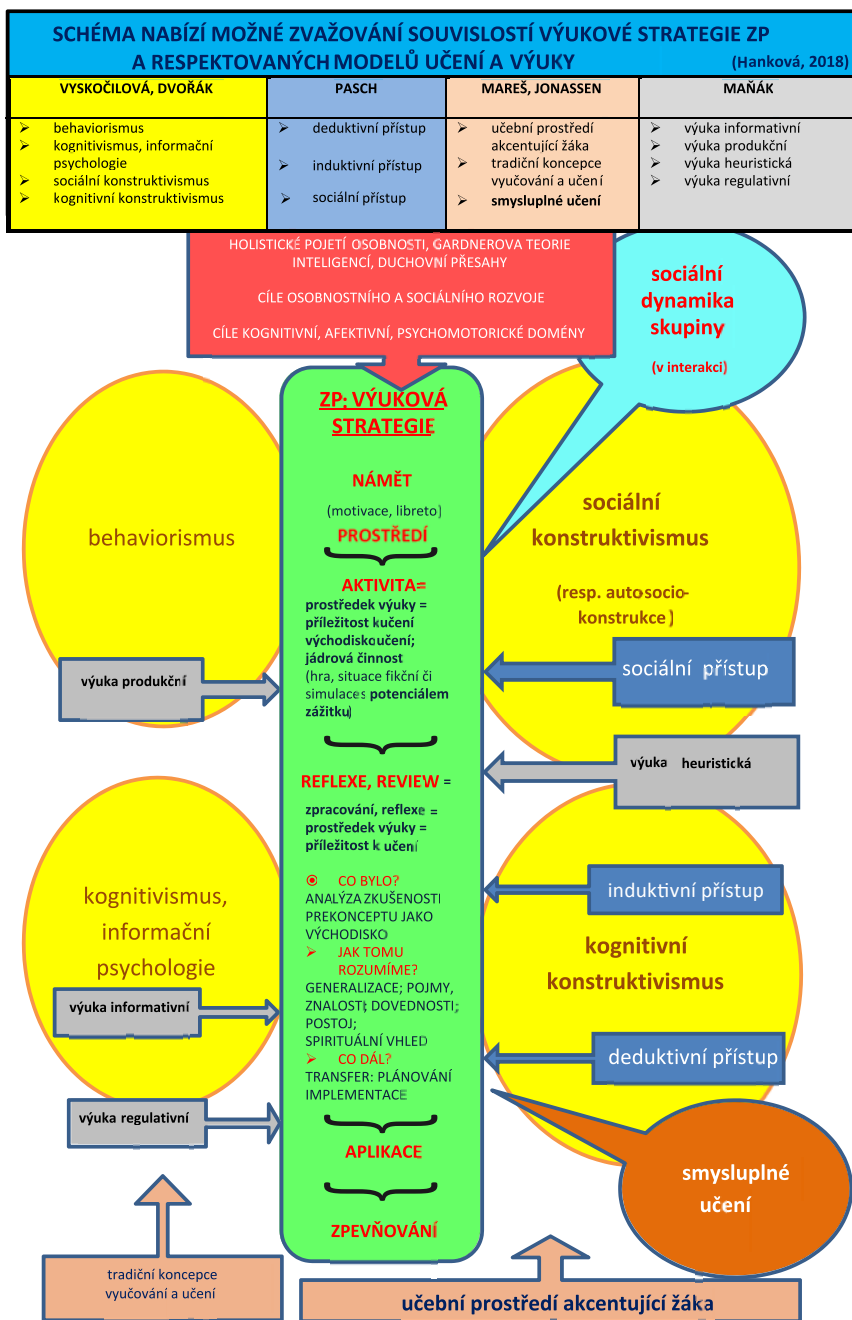 SCHÉMA NABÍZÍ MOŽNÉ ZVAŽOVÁNÍ SOUVISLOSTÍ VÝUKOVÉ STRATEGIE ZP
A RESPEKTOVANÝCH MODELŮ UČENÍ A VÝUKY (Hanková, 2018)
VYSKOČILOVÁ, DVOŘÁK
➢ behaviorismus
➢ kognitivismus, informační
psychologie
➢ sociální konstruktivismus
➢ kognitivní konstruktivismus
PASCH
➢ deduktivní přístup
➢ induktivní přístup
➢ sociální přístup
MAREŠ, JONASSEN
➢ učební prostředí
akcentující žáka
➢ tradiční koncepce
vyučování a učení
➢ smysluplné učení
MAŇÁK
➢ výuka informativní
➢ výuka produkční
➢ výuka heuristická
➢ výuka regulativní
HOLISTICKÉ POJETÍ OSOBNOSTI, GARDNEROVA TEORIE
INTELIGENCÍ, DUCHOVNÍ PŘESAHY
CÍLE OSOBNOSTNÍHO A SOCIÁLNÍHO ROZVOJE
CÍLE KOGNITIVNÍ, AFEKTIVNÍ, PSYCHOMOTORICKÉ DOMÉNY
sociální
dynamika
skupiny
(v interakci)
behaviorismus
výuka produkční
kognitivismus,
informační
psychologie
výuka informativní
výuka regulativní
tradiční koncepce
vyučování a učení
ZP: VÝUKOVÁ
STRATEGIE
NÁMĚT
(motivace, libreto)
PROSTŘEDÍ
AKTIVITA=
prostředek výuky =
příležitost kučení
východiskoučení;
jádrová činnost
(hra, situace fikční či
simulaces potenciálem
zážitku)
REFLEXE, REVIEW =
zpracování, reflexe =
prostředek výuky =
příležitost k učení
CO BYLO?
ANALÝZA ZKUŠENOSTI
PREKONCEPTU JAKO
VÝCHODISKO
➢ JAK TOMU
ROZUMÍME?
GENERALIZACE; POJMY,
ZNALOSTI; DOVEDNOSTI;
POSTOJ;
SPIRITUÁLNÍ VHLED
➢ CO DÁL?
TRANSFER: PLÁNOVÁNÍ
IMPLEMENTACE
APLIKACE
ZPEVŇOVÁNÍ
sociální
konstruktivismus
(resp. autosocio-
konstrukce)
sociální přístup
výuka heuristická
induktivní přístup
kognitivní
konstruktivismus
deduktivní přístup
smysluplné
učení
učební prostředí akcentující žáka